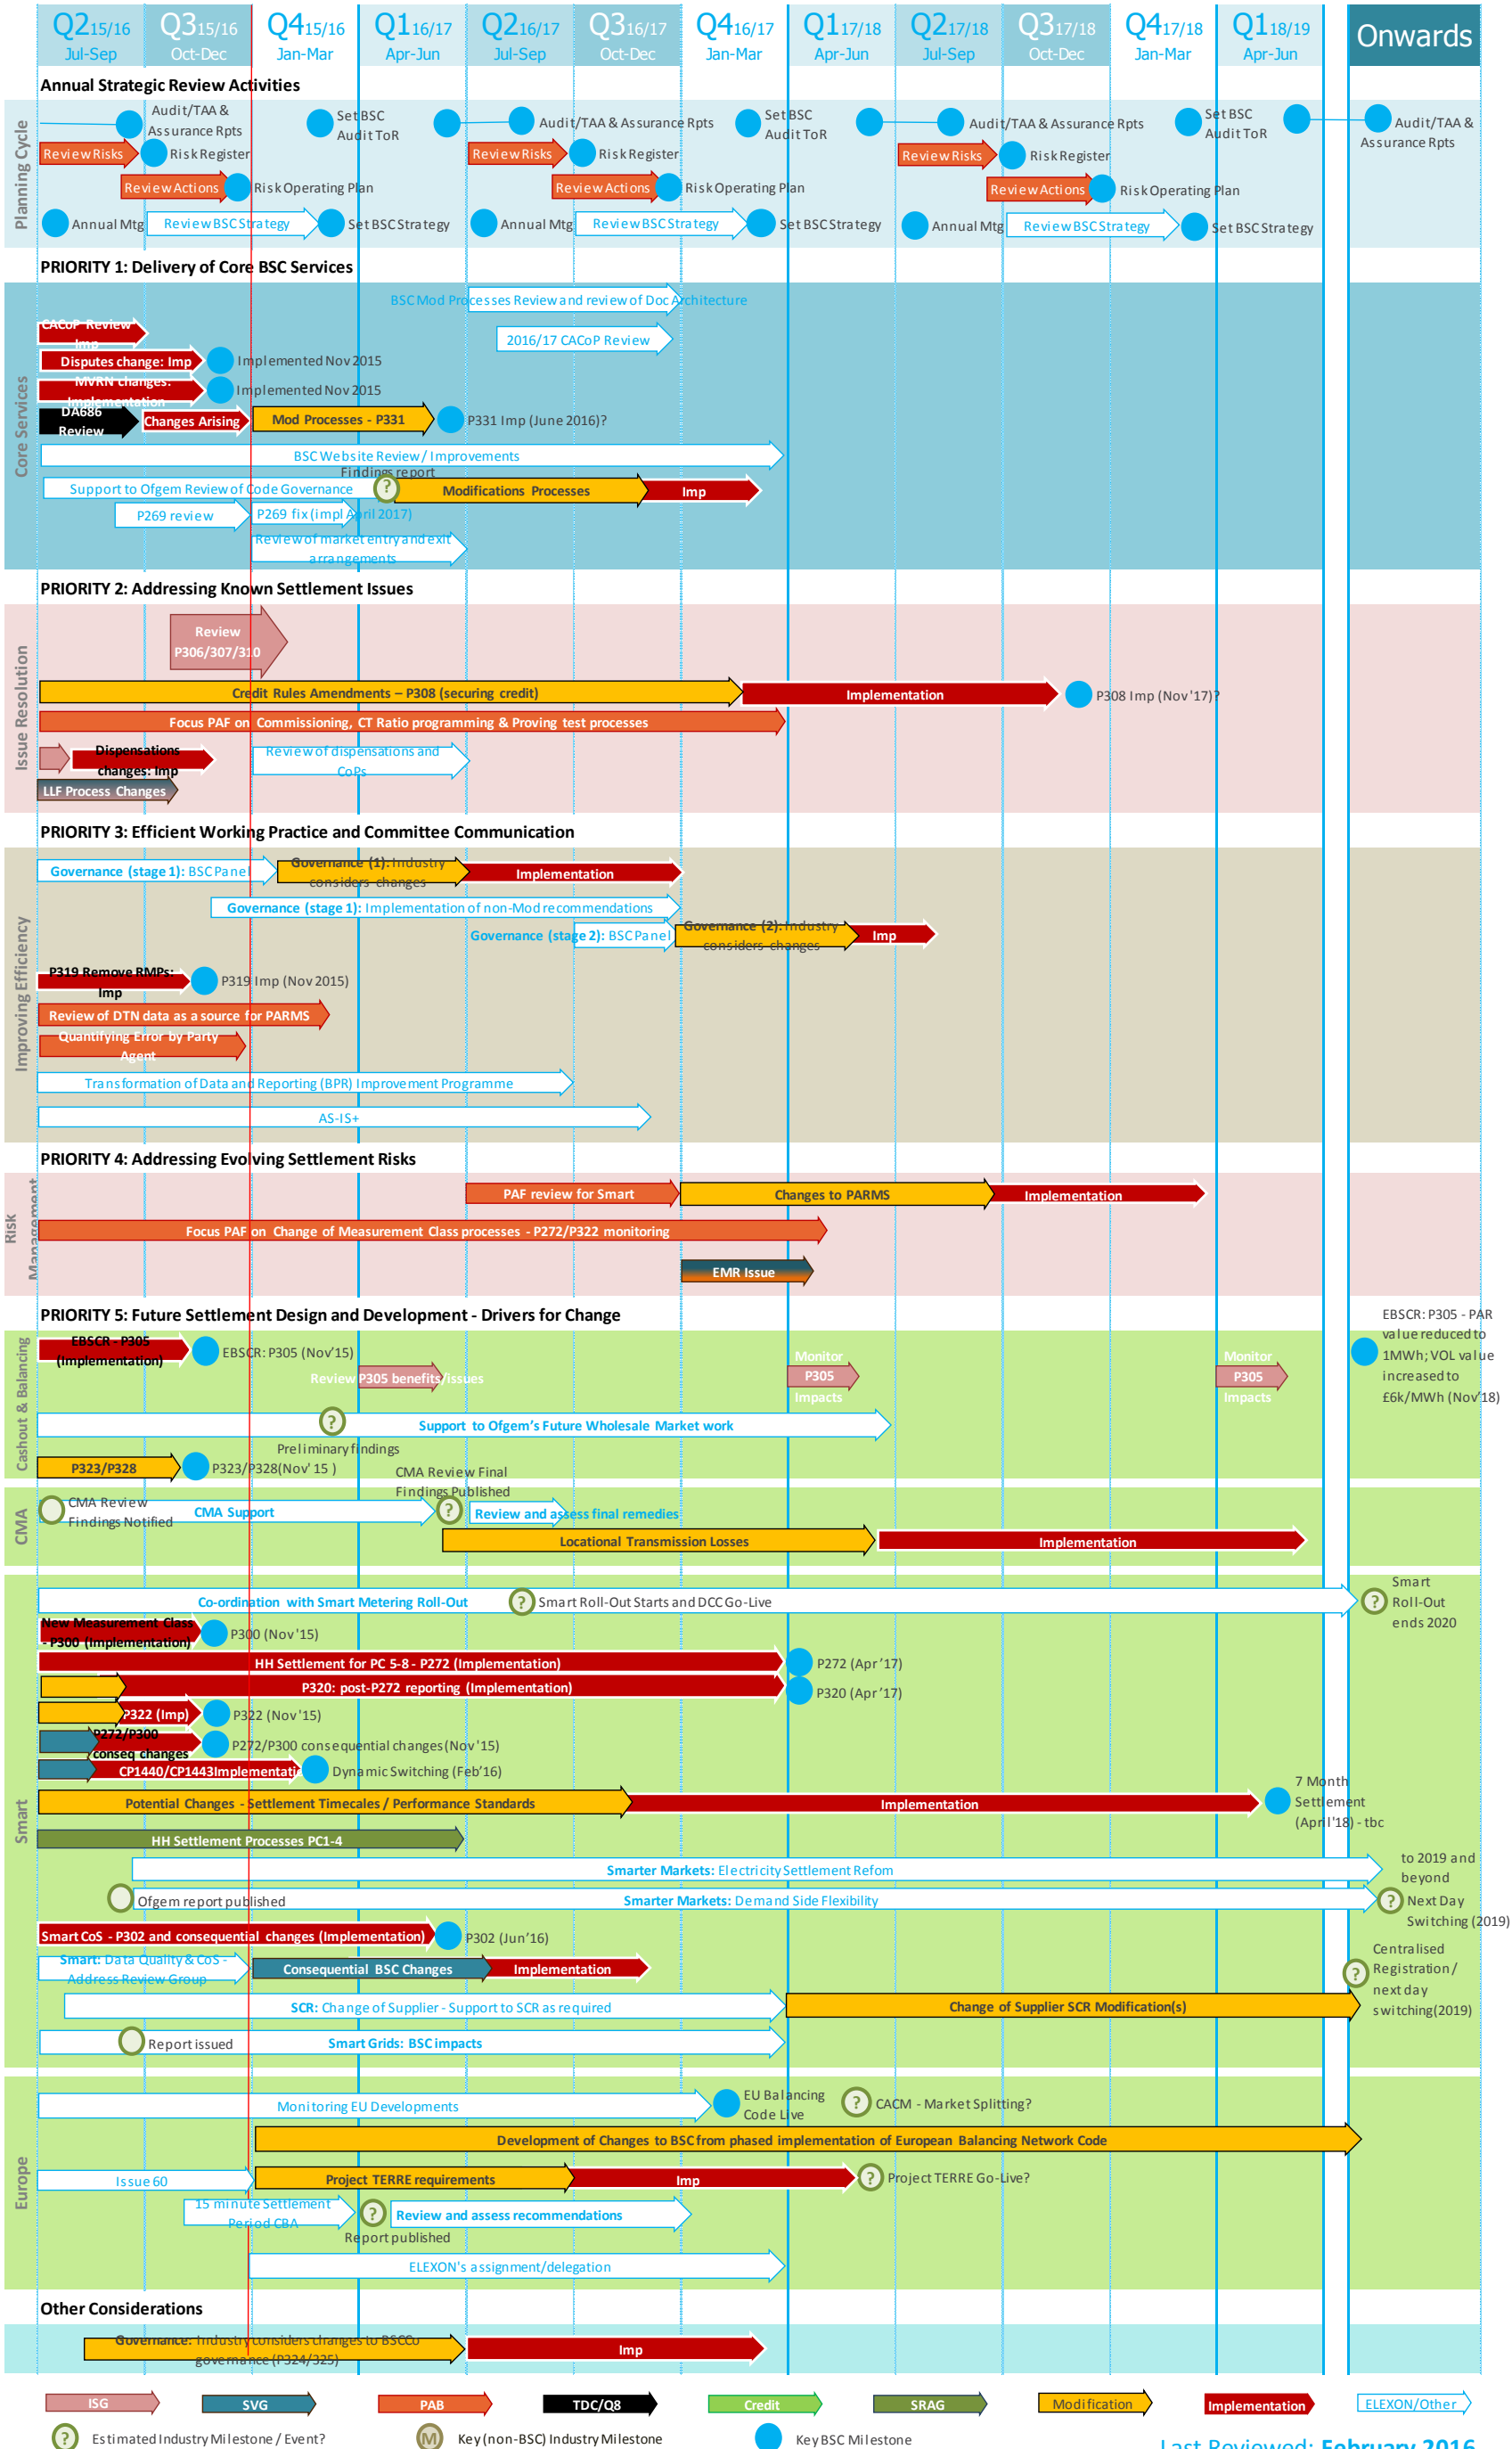 Q2 15/16 Q3 15/16 Q4 15/16 Q1 16/17 Q2 16/17 Q3 16/17 Q4 16/17 Q1 17/18 Q2 17/18 Q3 17/18 Q4 17/18 Q1 18/19 Onwards
Jul-Sep Oct-Dec Jan-Mar Apr-Jun Jul-Sep Oct-Dec Jan-Mar Apr-Jun Jul-Sep Oct-Dec Jan-Mar Apr-Jun
Annual Strategic Review Activities
Planning Cycle
Audit/TAA & Assurance Rpts
Set BSC Audit ToR
Audit/TAA & Assurance Rpts
Set BSC Audit ToR
Audit/TAA & Assurance Rpts
Set BSC Audit ToR
Audit/TAA & Assurance Rpts
Review Risks Risk Register Review Risks Risk Register Review Risks Risk Register
Review Actions Risk Operating Plan Review Actions Risk Operating Plan Review Actions Risk Operating Plan
Annual Mtg Review BSC Strategy Set BSC Strategy Annual Mtg Review BSC Strategy Set BSC Strategy Annual Mtg Review BSC Strategy Set BSC Strategy
PRIORITY 1: Delivery of Core BSC Services
Core Services
BSC Mod Processes Review and review of Doc Architecture
CACoP Review Imp
2016/17 CACoP Review
Disputes change: Imp Implemented Nov 2015
MVRN changes: Implementation Implemented Nov 2015
DA686 Review Changes Arising Mod Processes - P331 P331 Imp (June 2016)?
BSC Website Review / Improvements
Findings report
Support to Ofgem Review of Code Governance ? Modifications Processes Imp
P269 review P269 fix (impl April 2017)
Review of market entry and exit arrangements
PRIORITY 2: Addressing Known Settlement Issues
Issue Resolution
Review
P306/307/310
Credit Rules Amendments – P308 (securing credit) Implementation P308 Imp (Nov '17)?
Focus PAF on Commissioning, CT Ratio programming & Proving test processes
Dispensations changes: Imp
Review of dispensations and CoPs
LLF Process Changes
PRIORITY 3: Efficient Working Practice and Committee Communication
Improving Efficiency
Governance (stage 1): BSC Panel Governance (1): Industry considers changes Implementation
Governance (stage 1): Implementation of non-Mod recommendations
Governance (stage 2): BSC Panel Governance (2): Industry considers changes Imp
P319 Remove RMPs: Imp P319 Imp (Nov 2015)
Review of DTN data as a source for PARMS
Quantifying Error by Party Agent
Transformation of Data and Reporting (BPR) Improvement Programme
AS-IS+
PRIORITY 4: Addressing Evolving Settlement Risks
Risk Management
PAF review for Smart Changes to PARMS Implementation
Focus PAF on Change of Measurement Class processes - P272/P322 monitoring
EMR Issue
PRIORITY 5: Future Settlement Design and Development - Drivers for Change
Cashout & Balancing
EBSCR - P305 (Implementation) EBSCR: P305 (Nov'15)
Review P305 benefits/issues
Monitor P305 Impacts
Monitor P305 Impacts
EBSCR: P305 - PAR
value reduced to
1MWh; VOL value
increased to
£6k/MWh (Nov'18)
? Support to Ofgem's Future Wholesale Market work
Preliminary findings
P323/P328 P323/P328(Nov' 15 )
CMA
CMA Review Findings Notified
CMA Support
CMA Review Final Findings Published
? Review and assess final remedies
Locational Transmission Losses Implementation
Smart
Co-ordination with Smart Metering Roll-Out ? Smart Roll-Out Starts and DCC Go-Live
? Smart Roll-Out ends 2020
New Measurement Class - P300 (Implementation) P300 (Nov '15)
HH Settlement for PC 5-8 - P272 (Implementation) P272 (Apr '17)
P320: post-P272 reporting (Implementation) P320 (Apr '17)
P322 (Imp) P322 (Nov '15)
P272/P300 conseq changes P272/P300 consequential changes (Nov '15)
CP1440/CP1443Implementatio Dynamic Switching (Feb'16)
Potential Changes - Settlement Timecales / Performance Standards Implementation
7 Month
Settlement
(April '18) - tbc
HH Settlement Processes PC1-4
Smarter Markets: Electricity Settlement Refom
to 2019 and beyond
Ofgem report published Smarter Markets: Demand Side Flexibility
? Next Day Switching (2019)
Smart CoS - P302 and consequential changes (Implementation) P302 (Jun'16)
Smart: Data Quality & CoS - Address Review Group
Consequential BSC Changes Implementation
? Centralised
Registration /
next day
switching(2019)
SCR: Change of Supplier - Support to SCR as required Change of Supplier SCR Modification(s)
Report issued Smart Grids: BSC impacts
Europe
Monitoring EU Developments EU Balancing Code Live ? CACM - Market Splitting?
Development of Changes to BSC from phased implementation of European Balancing Network Code
Issue 60 Project TERRE requirements Imp ? Project TERRE Go-Live?
15 minute Settlement Period CBA
? Review and assess recommendations
Report published
ELEXON's assignment/delegation
Other Considerations
Governance: Industry considers changes to BSCCo governance (P324/325)
Imp
ISG SVG PAB TDC/Q8 Credit SRAG Modification Implementation ELEXON/Other
? Estimated Industry Milestone / Event? M Key (non-BSC) Industry Milestone Key BSC Milestone
Last Reviewed: February 2016